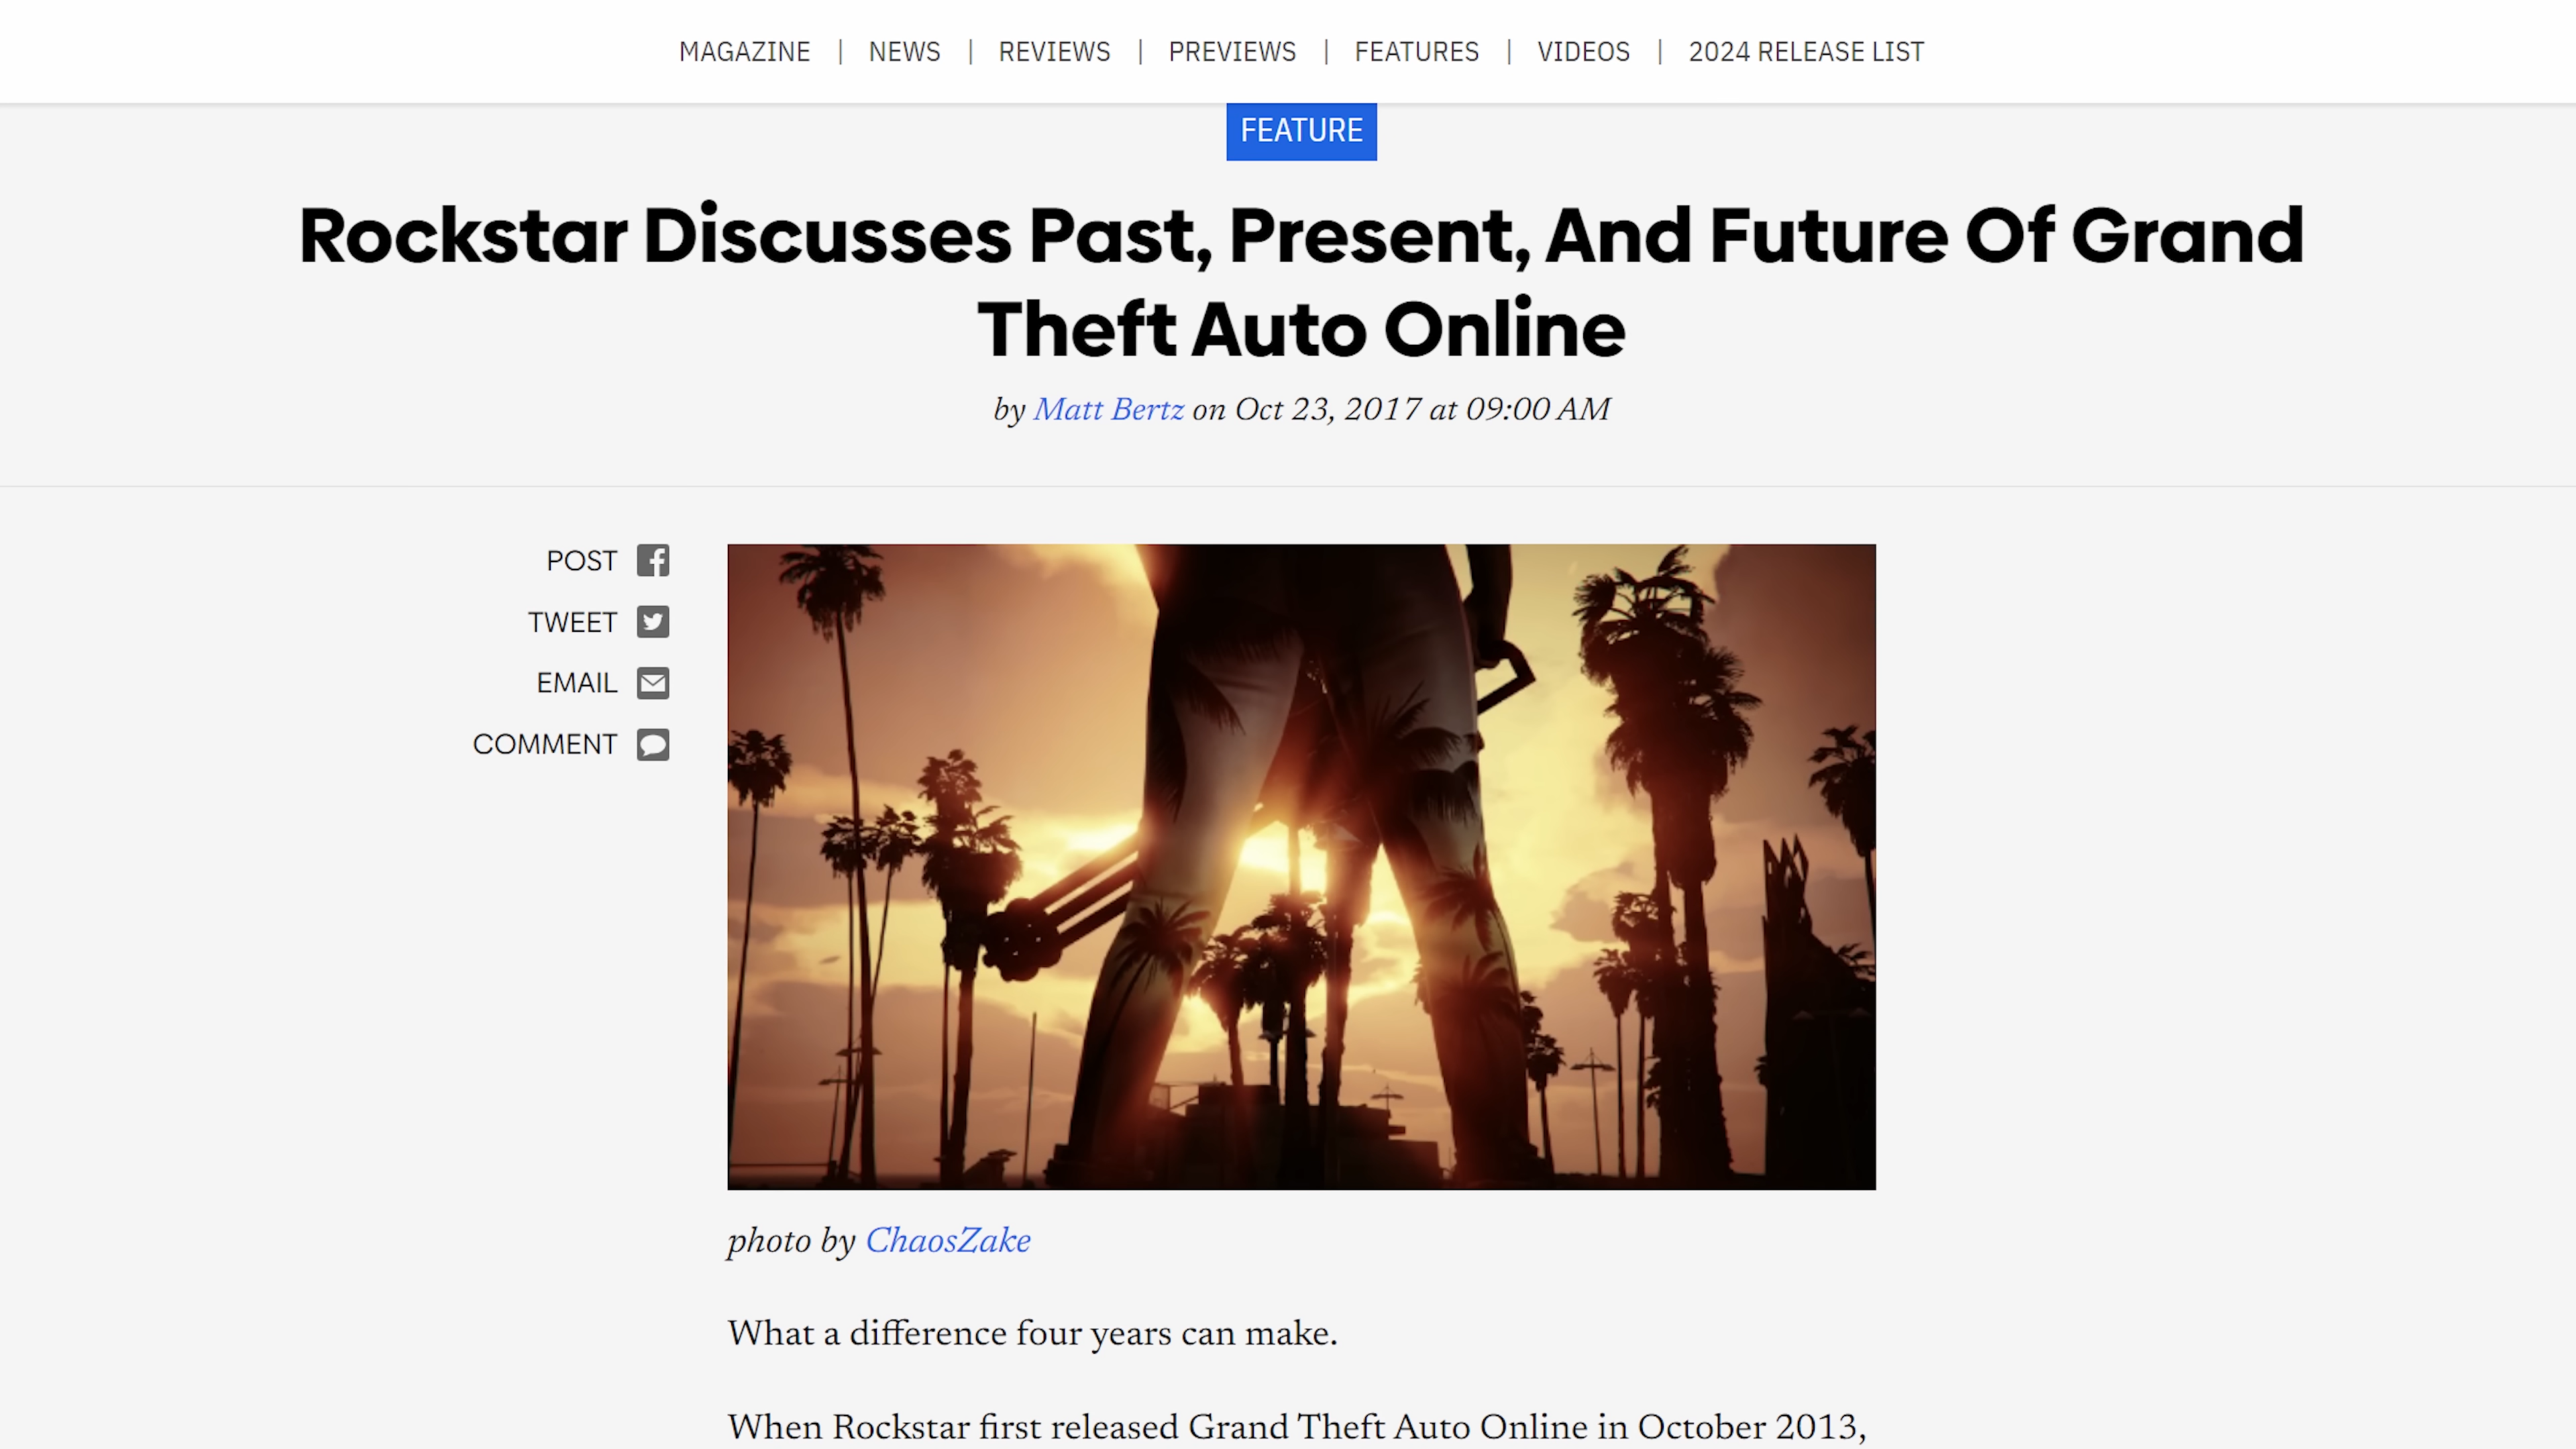 MAGAZINE | NEWS | REVIEWS | PREVIEWS | FEATURES | VIDEOS | 2024 RELEASE LIST
FEATURE
Rockstar Discusses Past, Present, And Future Of Grand
Theft Auto Online
by Matt Bertz on Oct 23, 2017 at 09:00 AM
POST
TWEET
EMAIL
COMMENT
photo by ChaosZake
What a difference four years can make.
When Rockstar first released Grand Theft Auto Online in October 2013,